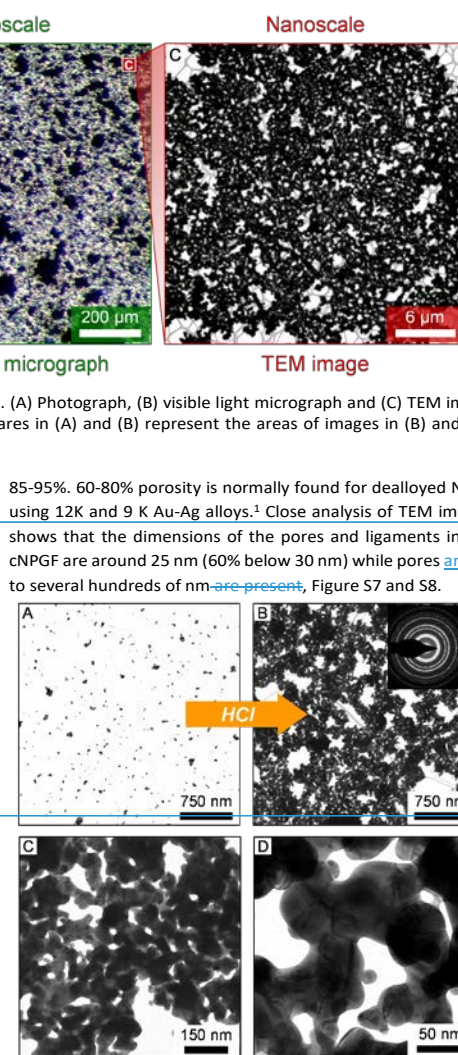 oscale Nanoscale
C C
200 µm 6 µm
micrograph TEM image
. (A) Photograph, (B) visible light micrograph and (C) TEM im
ares in (A) and (B) represent the areas of images in (B) and
85-95%. 60-80% porosity is normally found for dealloyed N
using 12K and 9 K Au-Ag alloys.1 Close analysis of TEM im
shows that the dimensions of the pores and ligaments in
cNPGF are around 25 nm (60% below 30 nm) while pores ar
to several hundreds of nm are present, Figure S7 and S8.
A B
HCl
750 nm 750 nm
C D
150 nm 50 nm